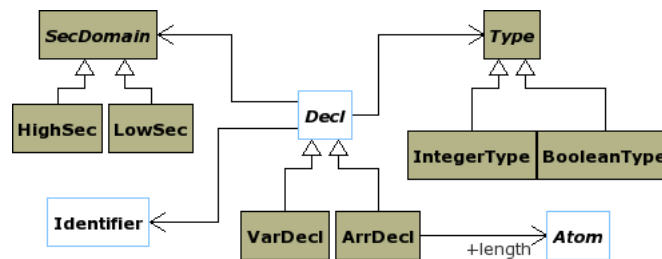 SecDomain
Type
HighSec
LowSec
Decl
IntegerType
BooleanType
Identifier
VarDecl
ArrDecl
+length
Atom